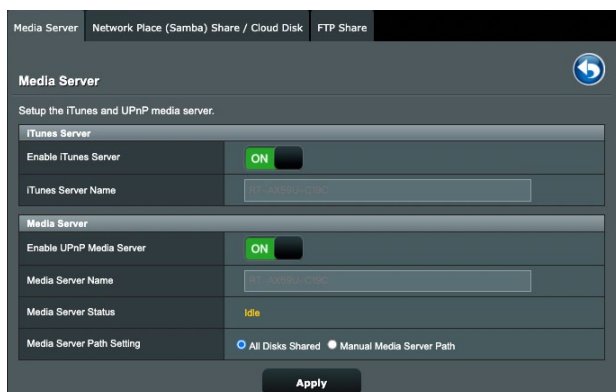 Media Server
Network Place (Samba) Share / Cloud Disk
FTP Share
Media Server
Setup the iTunes and UPnP media server.
iTunes Server
Enable iTunes Server
ON
iTunes Server Name
Media Server
Enable UPnP Media Server
ON
Media Server Name
Media Server Status
Idle
Media Server Path Setting
All Disks Shared Manual Media Server Path
Apply